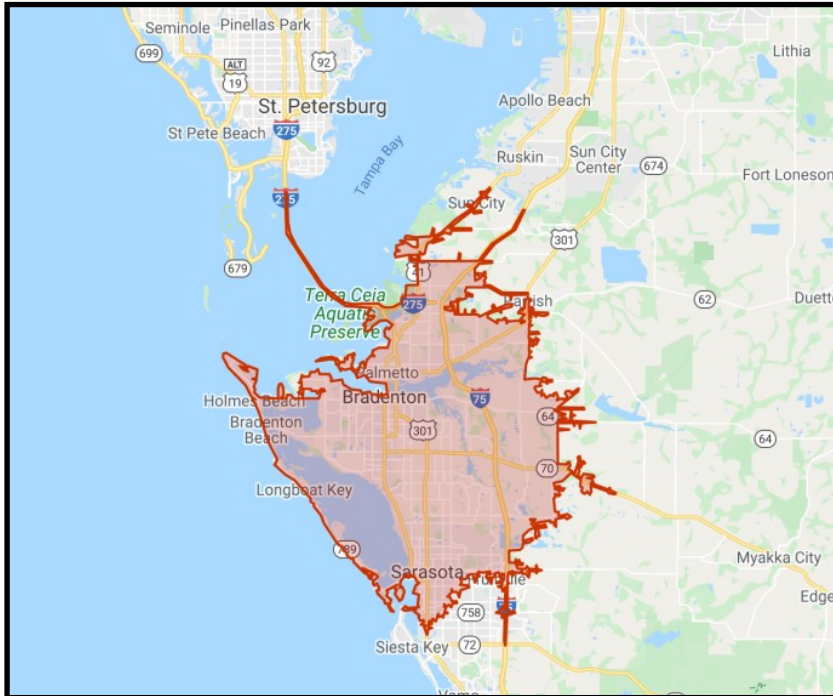 Seminole
Pinellas Park
699
ALT
19
92
Lithia
St. Petersburg
Apollo Beach
St Pete Beach
275
Tampa Bay
Ruskin
Sun City
Center
674
Fort Loneson
Sun City
679
301
41
Terra Ceia
Aquatic
Preserve
275
Parrish
62
Duette
Palmetto
Holmes Beach
Bradenton
75
Bradenton
Beach
301
64
64
70
Longboat Key
789
Myakka City
Sarasota
Fruitville
Edge
758
Siesta Key
72